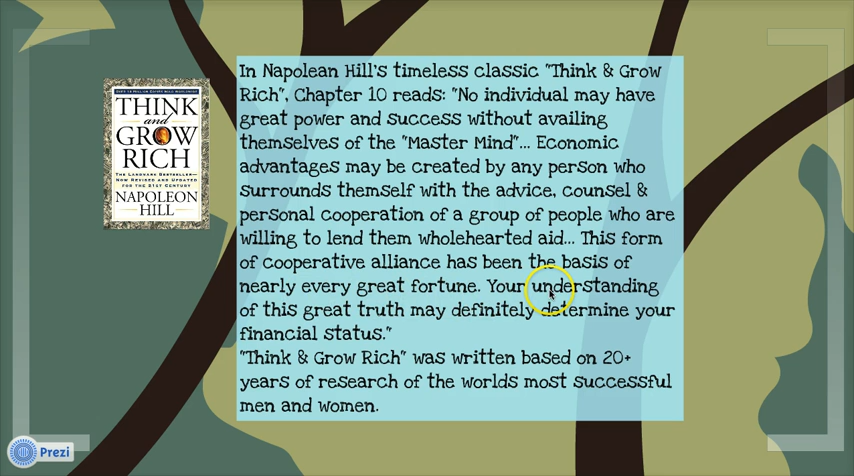 THINK
and
GROW
RICH
THE LANDMARK BESTSELLER—
NOW REVISED AND UPDATED
FOR THE 21ST CENTURY
NAPOLEON
HILL
In Napolean Hill's timeless classic "Think & Grow
Rich", Chapter 10 reads: "No individual may have
great power and success without availing
themselves of the "Master Mind"... Economic
advantages may be created by any person who
surrounds themself with the advice, counsel &
personal cooperation of a group of people who are
willing to lend them wholehearted aid... This form
of cooperative alliance has been the basis of
nearly every great fortune. Your understanding
of this great truth may definitely determine your
financial status."
"Think & Grow Rich" was written based on 20+
years of research of the worlds most successful
men and women.
Prezi